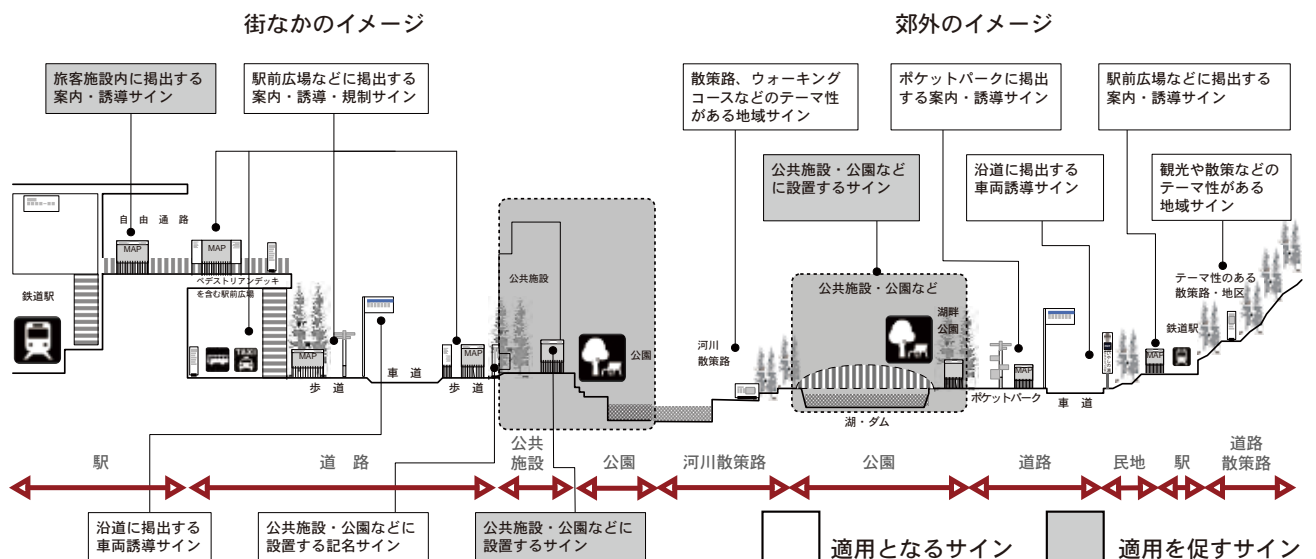 街なかのイメージ
郊外のイメージ
旅客施設内に掲出する
案内・誘導サイン
駅前広場などに掲出する
案内・誘導・規制サイン
散策路、ウォーキング
コースなどのテーマ性
がある地域サイン
ポケットパークに掲出
する案内・誘導サイン
駅前広場などに掲出する
案内・誘導サイン
公共施設・公園など
に設置するサイン
沿道に掲出する
車両誘導サイン
観光や散策などの
テーマ性がある
地域サイン
自由通路
MAP
MAP
ペデストリアンデッキ
を含む駅前広場
鉄道駅
MAP
歩道
車道
MAP
歩道
公共施設
公園
河川
散策路
公共施設・公園など
湖畔
公園
湖・ダム
MAP
ポケットパーク
車道
MAP
鉄道駅
テーマ性のある
散策路・地区
駅
道路
公共
施設
公園
河川散策路
公園
道路
民地
駅
道路
散策路
沿道に掲出する
車両誘導サイン
公共施設・公園などに
設置する記名サイン
公共施設・公園などに
設置するサイン
適用となるサイン
適用を促すサイン